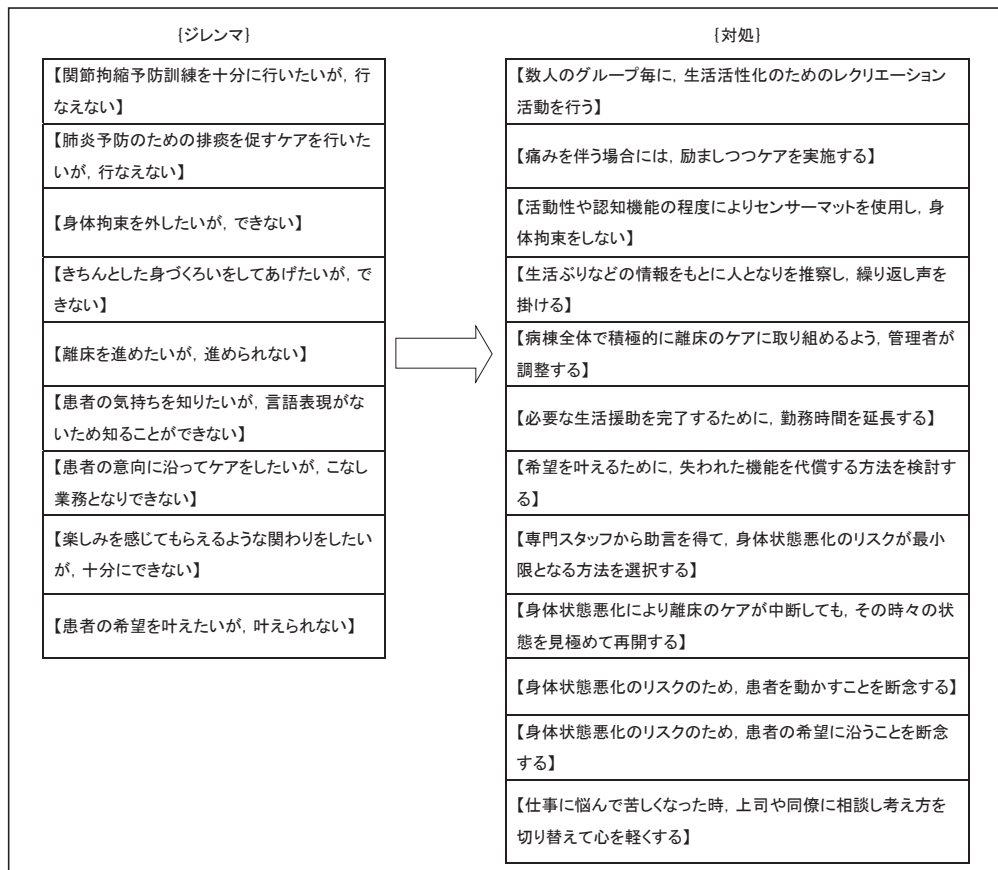 {ジレンマ}
【関節拘縮予防訓練を十分に行いたいが, 行
なえない】
【肺炎予防のための排痰を促すケアを行いた
いが, 行なえない】
【身体拘束を外したいが, できない】
【きちんとした身づくろいをしてあげたいが, で
きない】
【離床を進めたいが, 進められない】
【患者の気持ちを知りたいが, 言語表現がな
いため知ることができない】
【患者の意向に沿ってケアをしたいが, こなし
業務となりできない】
【楽しみを感じてもらえるような関わりをしたい
が, 十分にできない】
【患者の希望を叶えたいが, 叶えられない】
{対処}
【数人のグループ毎に, 生活活性化のためのレクリエーション
活動を行う】
【痛みを伴う場合には, 励ましつつケアを実施する】
【活動性や認知機能の程度によりセンサーマットを使用し, 身
体拘束をしない】
【生活ぶりなどの情報をもとに人となりを推察し, 繰り返し声を
掛ける】
【病棟全体で積極的に離床のケアに取り組めるよう, 管理者が
調整する】
【必要な生活援助を完了するために, 勤務時間を延長する】
【希望を叶えるために, 失われた機能を代償する方法を検討す
る】
【専門スタッフから助言を得て, 身体状態悪化のリスクが最小
限となる方法を選択する】
【身体状態悪化により離床のケアが中断しても, その時々の状
態を見極めて再開する】
【身体状態悪化のリスクのため, 患者を動かすことを断念する】
【身体状態悪化のリスクのため, 患者の希望に沿うことを断念
する】
【仕事に悩んで苦しくなった時, 上司や同僚に相談し考え方を
切り替えて心を軽くする】